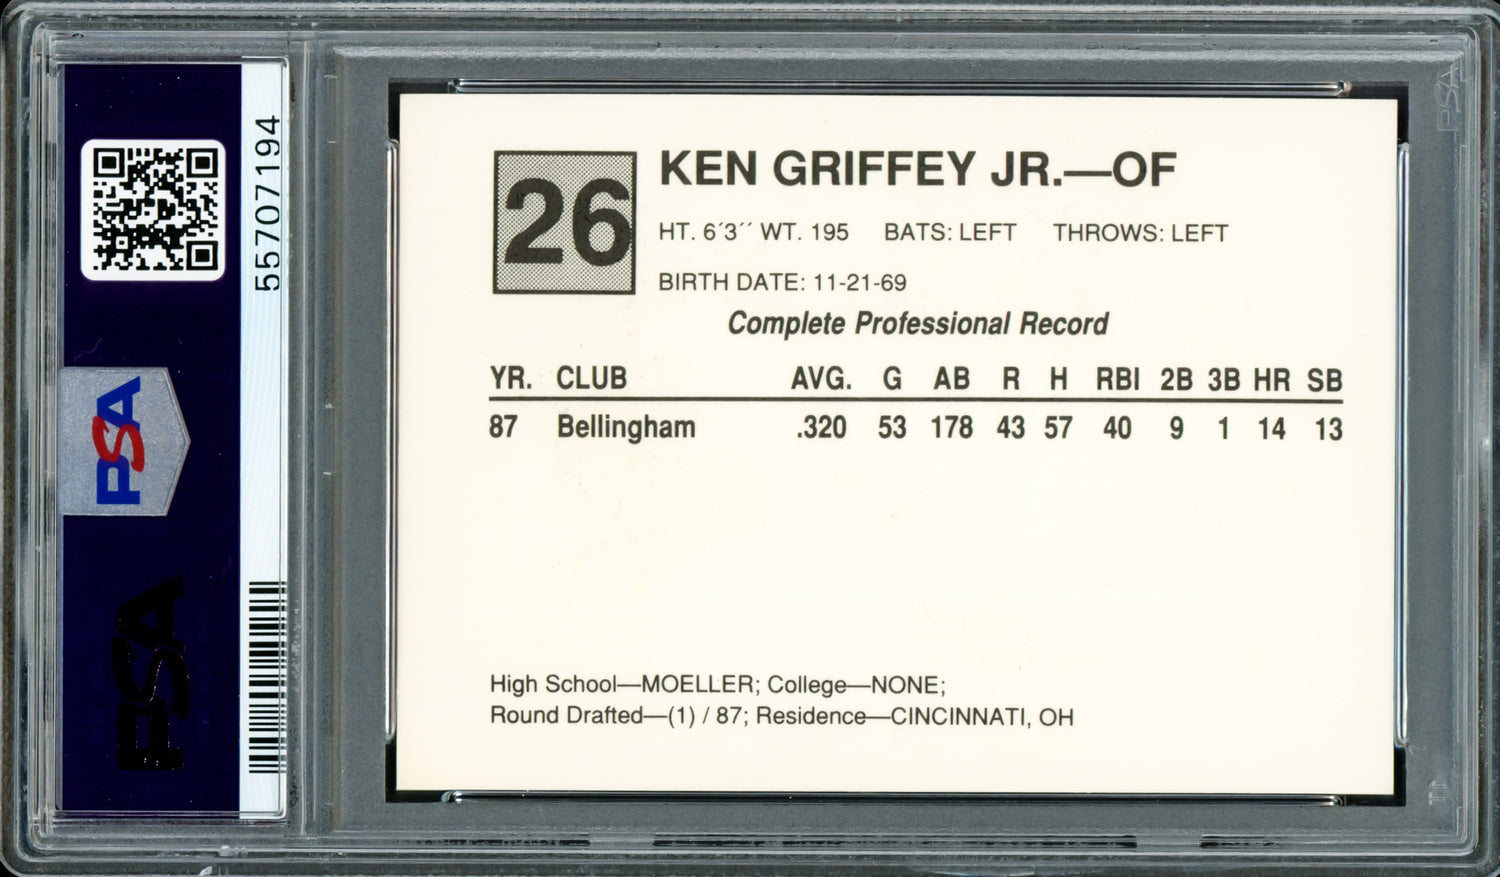 55707194
PSA
PSA
PSA
26
KEN GRIFFEY JR.—OF
HT. 6´3´´ WT. 195 BATS: LEFT THROWS: LEFT
BIRTH DATE: 11-21-69
Complete Professional Record
YR. CLUB AVG. G AB R H RBI 2B 3B HR SB
87 Bellingham .320 53 178 43 57 40 9 1 14 13
High School—MOELLER; College—NONE;
Round Drafted—(1) / 87; Residence—CINCINNATI, OH